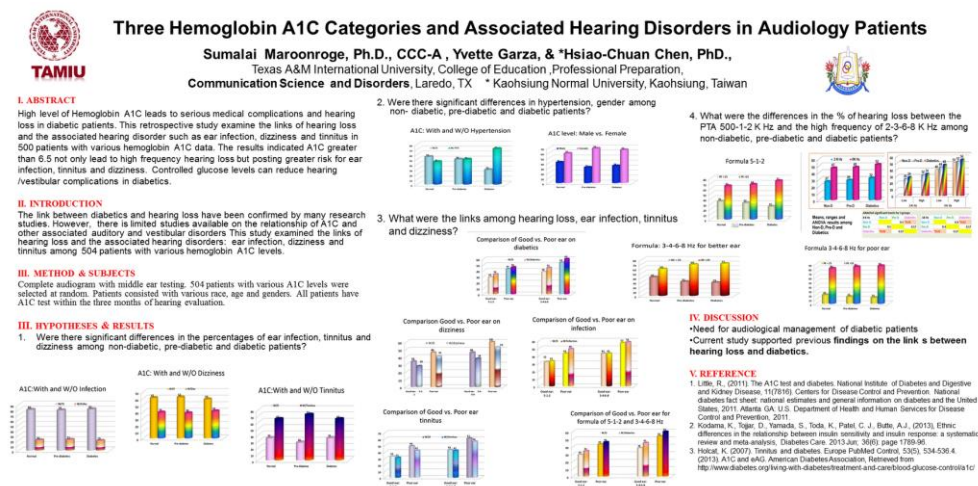 Three Hemoglobin A1C Categories and Associated Hearing Disorders in Audiology Patients
Sumalai Maroonroge, Ph.D., CCC-A , Yvette Garza, & *Hsiao-Chuan Chen, PhD.,
Texas A&M International University, College of Education ,Professional Preparation,
Communication Science and Disorders, Laredo, TX * Kaohsiung Normal University, Kaohsiung, Taiwan
TAMIU
I. ABSTRACT
High level of Hemoglobin A1C leads to serious medical complications and hearing
loss in diabetic patients. This retrospective study examine the links of hearing loss
and the associated hearing disorder such as ear infection, dizziness and tinnitus in
500 patients with various hemoglobin A1C data. The results indicated A1C greater
than 6.5 not only lead to high frequency hearing loss but posting greater risk for ear
infection, tinnitus and dizziness. Controlled glucose levels can reduce hearing
/vestibular complications in diabetics.
II. INTRODUCTION
The link between diabetes and hearing loss have been confirmed by many research
studies. However, there is limited studies available on the relationship of A1C and
other associated auditory and vestibular disorders This study examined the links of
hearing loss and the associated hearing disorders: ear infection, dizziness and
tinnitus among 504 patients with various hemoglobin A1C levels.
III. METHOD & SUBJECTS
Complete audiogram with middle ear testing. 504 patients with various A1C levels were
selected at random. Patients consisted with various race, age and genders. All patients have
A1C test within the three months of hearing evaluation.
III. HYPOTHESES & RESULTS
1. Were there significant differences in the percentages of ear infection, tinnitus and
dizziness among non-diabetic, pre-diabetic and diabetic patients?
A1C:With and W/O Infection
A1C: With and W/O Dizziness
A1C:With and W/O Tinnitus
2. Were there significant differences in hypertension, gender among
non- diabetic, pre-diabetic and diabetic patients?
A1C: With and W/O Hypertension
A1C level: Male vs. Female
3. What were the links among hearing loss, ear infection, tinnitus
and dizziness?
Comparison of Good vs. Poor ear on
diabetics
Formula: 3-4-6-8 Hz for better ear
Comparison Good vs. Poor ear on
dizziness
Comparison of Good vs. Poor ear on
infection
Comparison of Good vs. Poor ear
tinnitus
Comparison of Good vs. Poor ear for
formula of 5-1-2 and 3-4-6-8 Hz
4. What were the differences in the % of hearing loss between the
PTA 500-1-2 K Hz and the high frequency of 2-3-6-8 K Hz among
non-diabetic, pre-diabetic and diabetic patients?
Formula 5-1-2
Means, ranges and
ANOVA results among
Non-D, Pre-D and
Diabetics
Formula 3-4-6-8 Hz for poor ear
IV. DISCUSSION
•Need for audiological management of diabetic patients
•Current study supported previous findings on the link s between
hearing loss and diabetes.
V. REFERENCE
1. Little, R., (2011). The A1C test and diabetes. National Institute of Diabetes and Digestive
and Kidney Disease, 11(7816). Centers for Disease Control and Prevention. National
diabetes fact sheet: national estimates and general information on diabetes and the United
States, 2011. Atlanta GA: U.S. Department of Health and Human Services for Disease
Control and Prevention, 2011.
2. Kodama, K., Tojjar, D., Yamada, S., Toda, K., Patel, C. J., Butte, A.J., (2013), Ethnic
differences in the relationship between insulin sensitivity and insulin response: a systematic
review and meta-analysis, Diabetes Care. 2013 Jun; 36(6): page 1789-96.
3. Holcat, K. (2007). Tinnitus and diabetes. Europe PubMed Control, 53(5), 534-536.4.
(2013). A1C and eAG. American Diabetes Association, Retrieved from
http://www.diabetes.org/living-with-diabetes/treatment-and-care/blood-glucose-control/a1c/